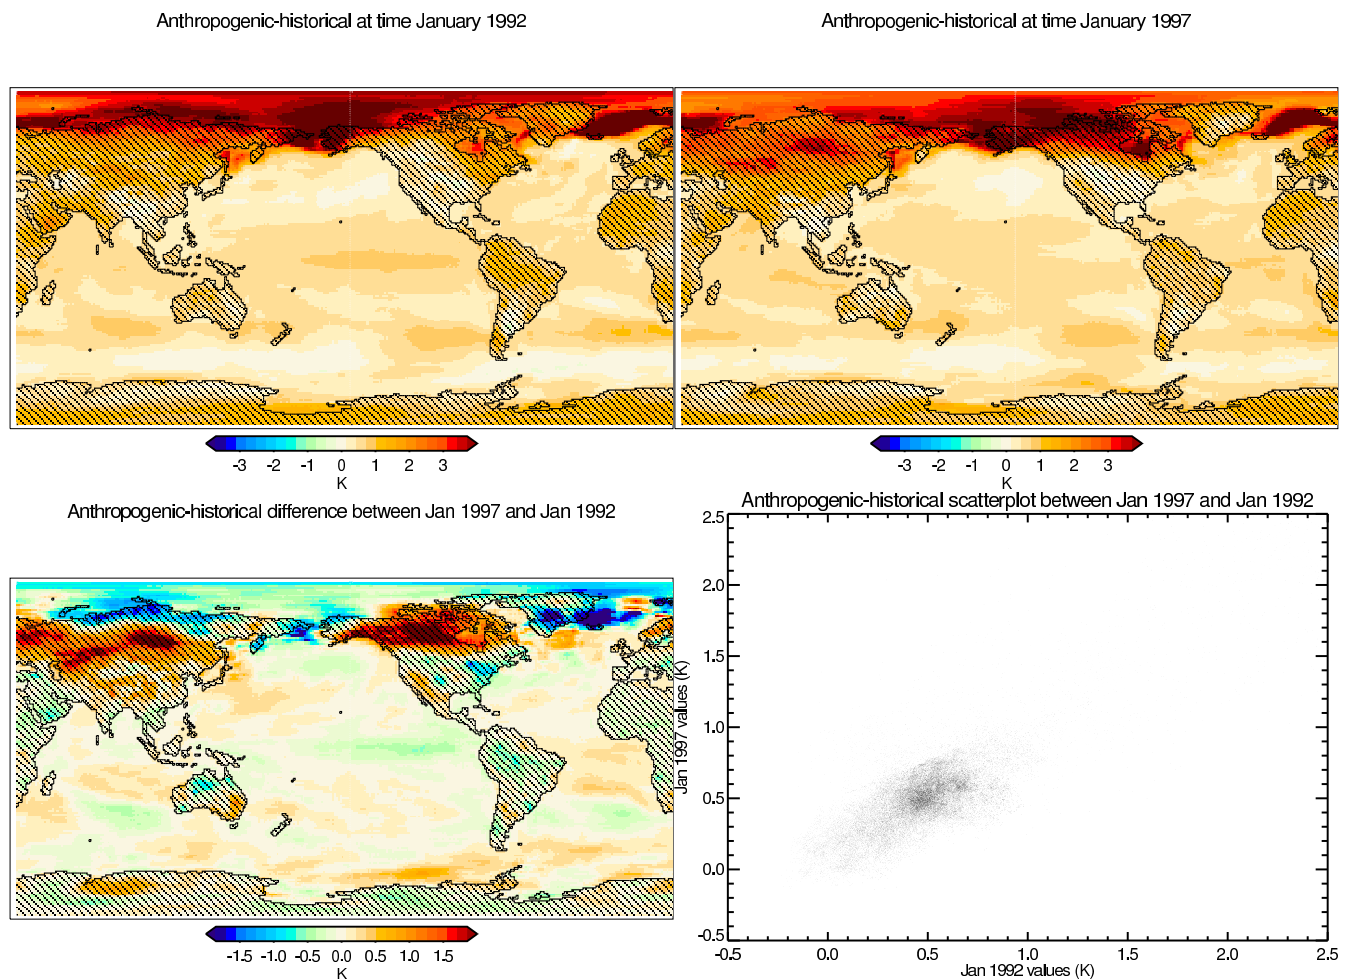 Anthropogenic-historical at time January 1992
Anthropogenic-historical at time January 1997
-3 -2 -1 0 1 2 3
K
-3 -2 -1 0 1 2 3
K
Anthropogenic-historical difference between Jan 1997 and Jan 1992
-1.5 -1.0 -0.5 0.0 0.5 1.0 1.5
K
Anthropogenic-historical scatterplot between Jan 1997 and Jan 1992
2.5
2.0
1.5
1.0
0.5
0.0
-0.5
Jan 1997 values (K)
-0.5 0.0 0.5 1.0 1.5 2.0 2.5
Jan 1992 values (K)